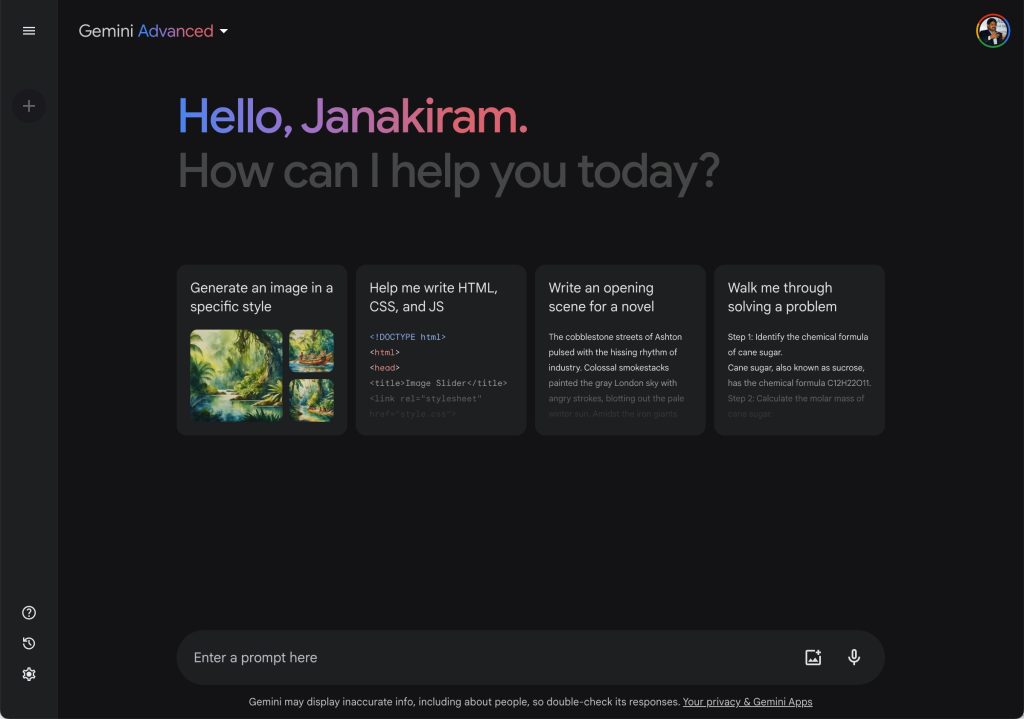 Gemini Advanced
Hello, Janakiram.
How can I help you today?
Generate an image in a
specific style
Help me write HTML,
CSS, and JS
<!DOCTYPE html>
<html>
<head>
<title>Image Slider</title>
<link rel="stylesheet"
href="style.css">
Write an opening
scene for a novel
The cobblestone streets of Ashton
pulsed with the hissing rhythm of
industry. Colossal smokestacks
painted the gray London sky with
angry strokes, blotting out the pale
winter sun. Amidst the iron giants
Walk me through
solving a problem
Step 1: Identify the chemical formula
of cane sugar.
Cane sugar, also known as sucrose,
has the chemical formula C12H22O11.
Step 2: Calculate the molar mass of
cane sugar.
Enter a prompt here
Gemini may display inaccurate info, including about people, so double-check its responses. Your privacy & Gemini Apps